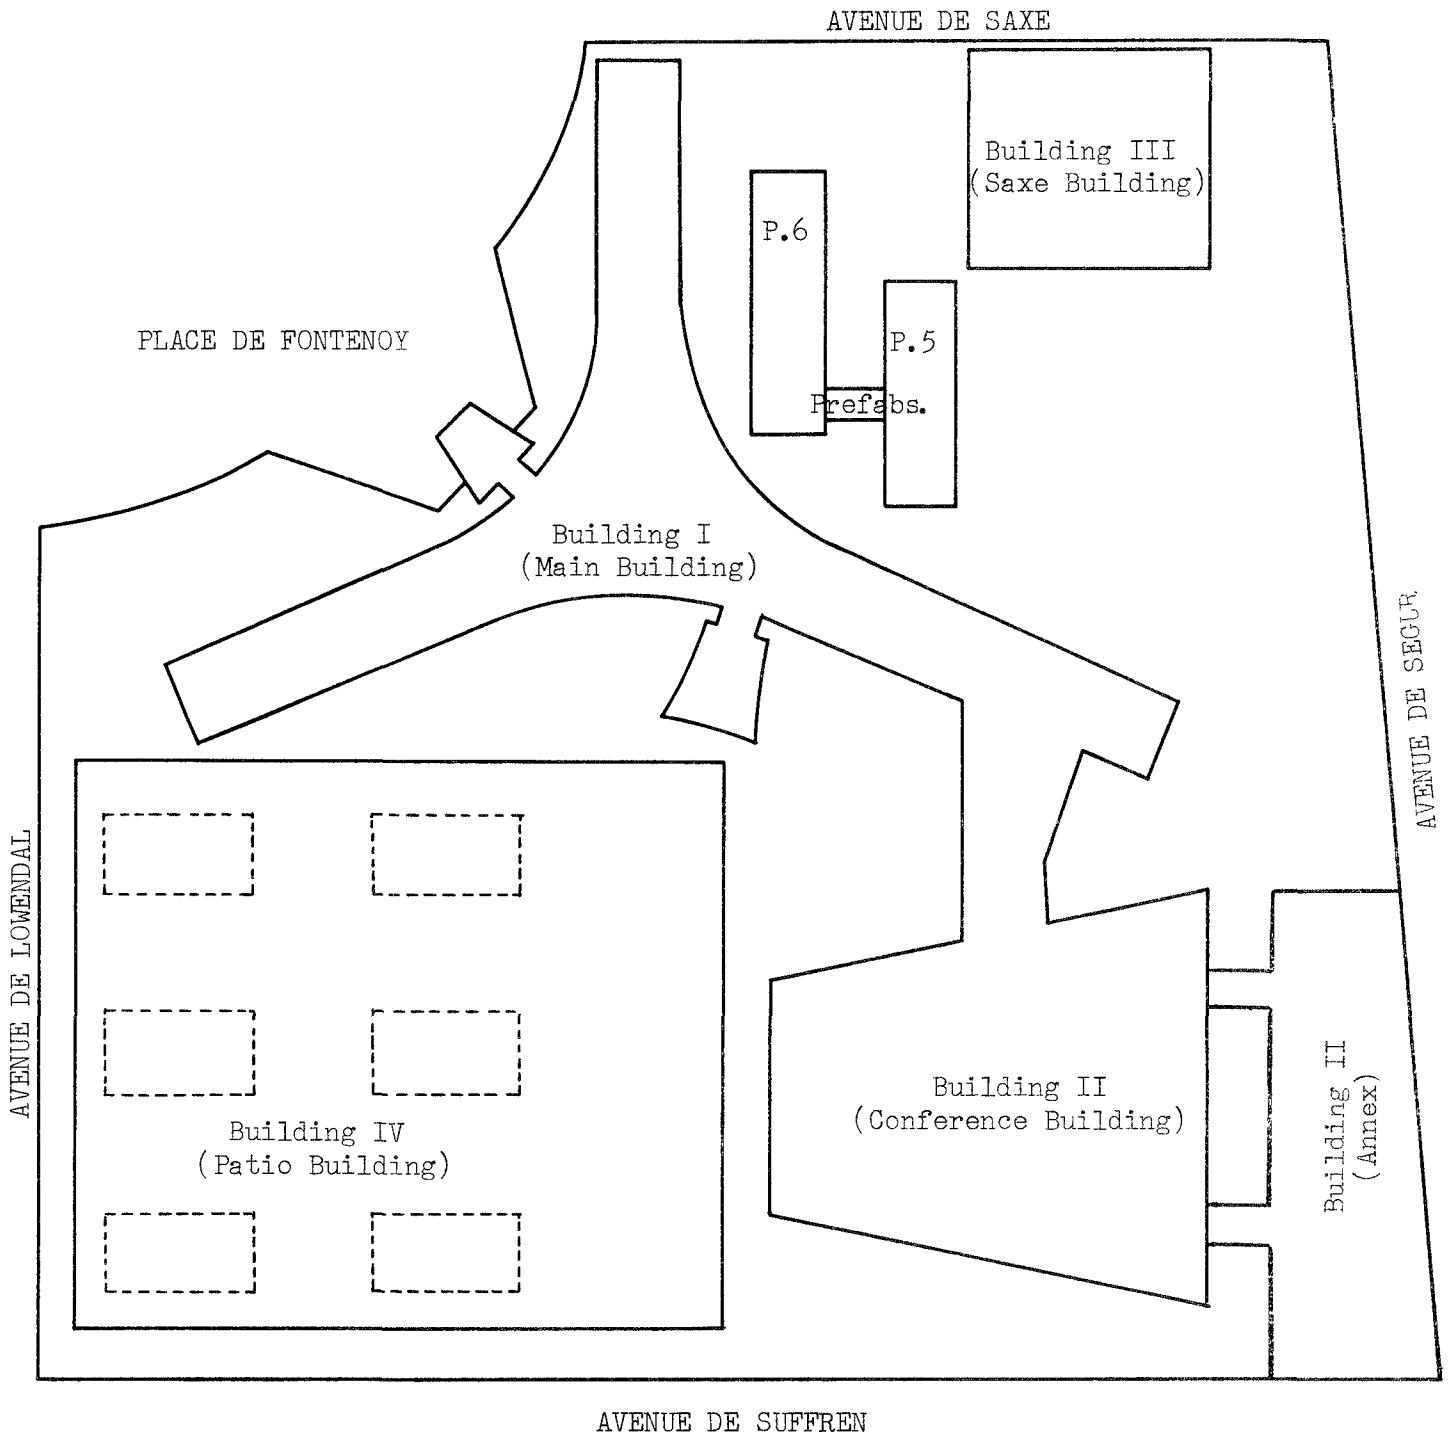 AVENUE DE SAXE
Building III
(Saxe Building)
P.6
P.5
PLACE DE FONTENOY
Prefabs.
Building I
(Main Building)
AVENUE DE SEGUR
AVENUE DE LOWENDAL
Building II
(Conference Building)
Building II
(Annex)
Building IV
(Patio Building)
AVENUE DE SUFFREN